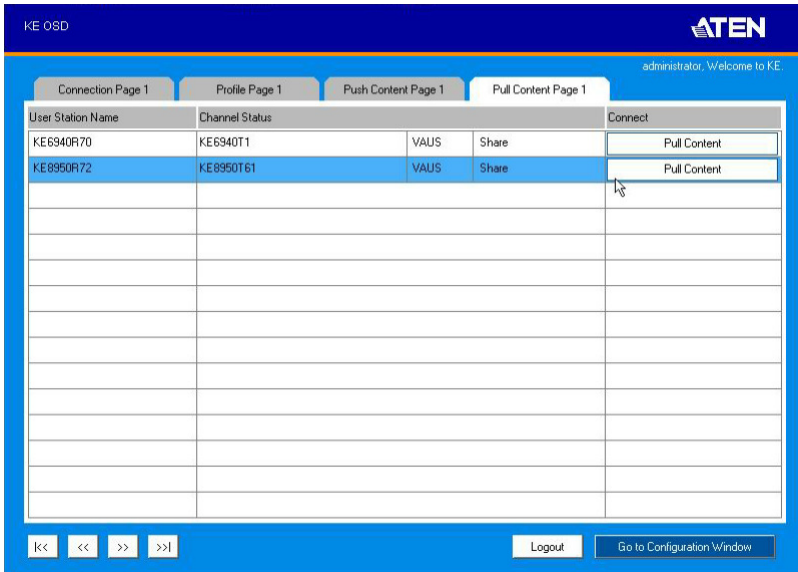 KE OSD
ATEN
administrator, Welcome to KE.
Connection Page 1 Profile Page 1 Push Content Page 1 Pull Content Page 1
User Station Name Channel Status Connect
KE6940R70 KE6940T1 VAUS Share Pull Content
KE8950R72 KE8950T61 VAUS Share Pull Content
|<< << >> >>| Logout Go to Configuration Window